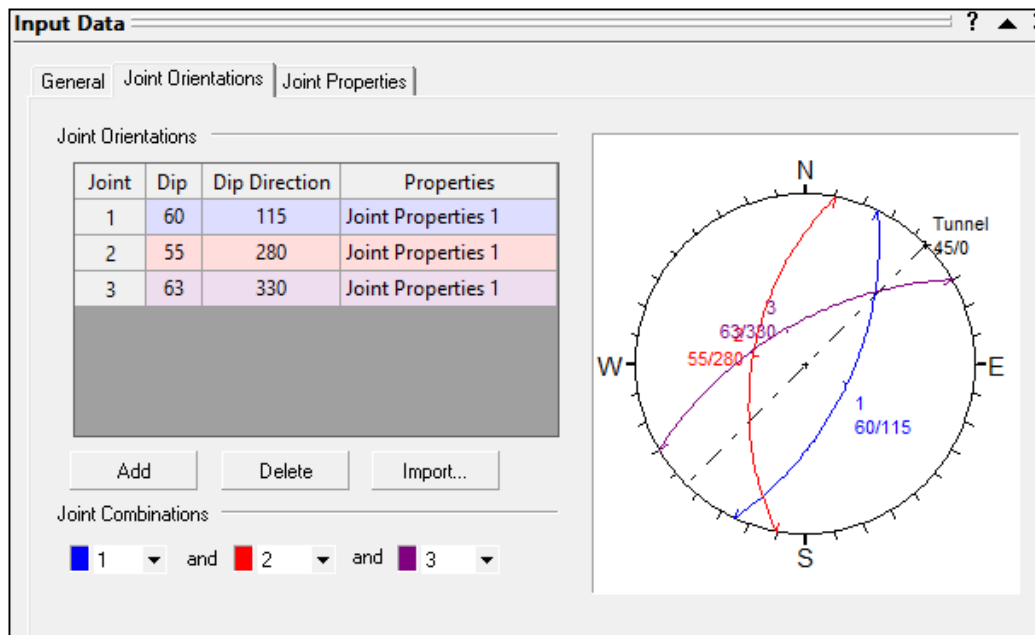 Input Data ? ▲
General Joint Orientations Joint Properties
Joint Orientations
Joint Dip Dip Direction Properties
1 60 115 Joint Properties 1
2 55 280 Joint Properties 1
3 63 330 Joint Properties 1
Add Delete Import...
Joint Combinations
1 and 2 and 3
N
Tunnel
45/0
3
63/330
2
55/280
W
E
1
60/115
S